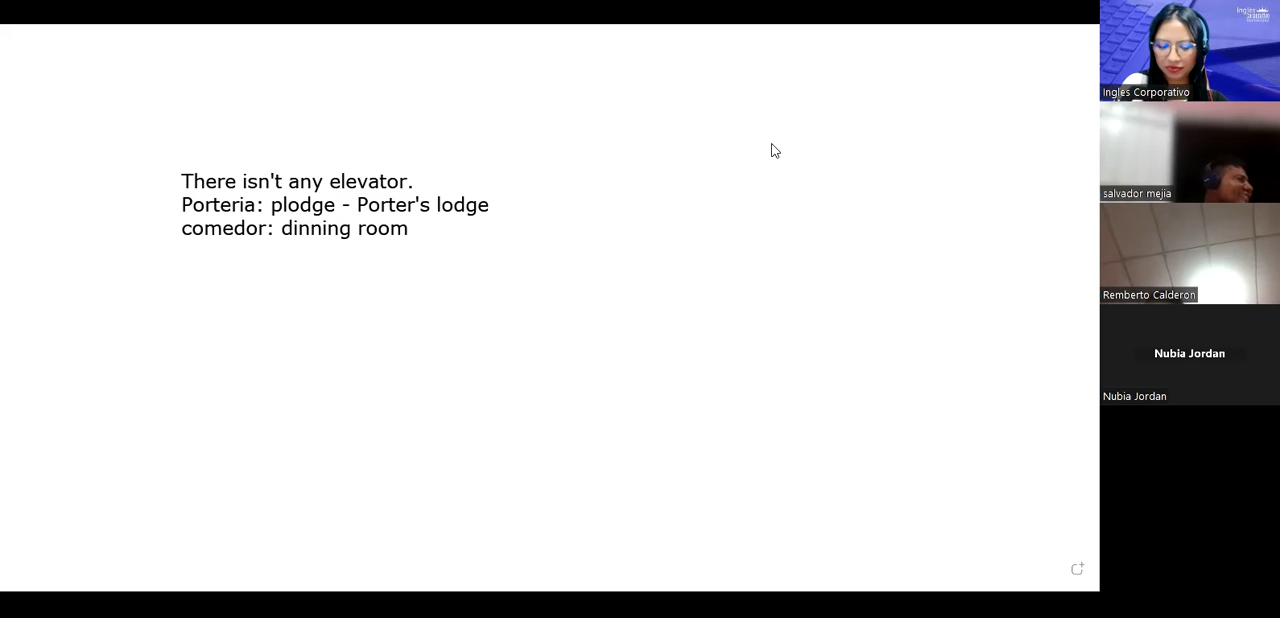 There isn't any elevator.
Porteria: plodge - Porter's lodge
comedor: dinning room
Ingles Corporativo
salvador mejia
Remberto Calderon
Nubia Jordan
Nubia Jordan